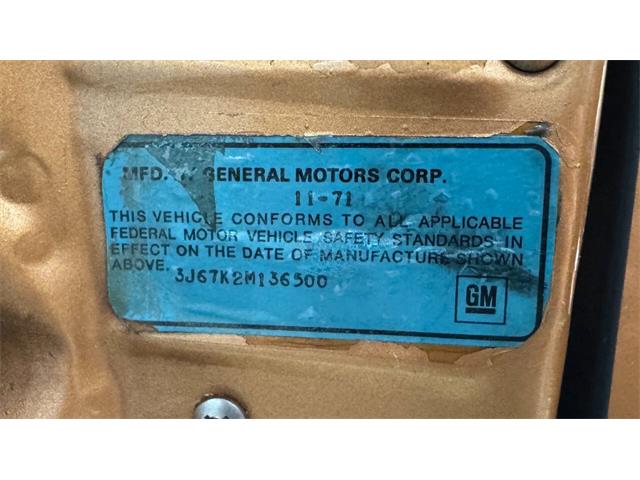 MFD. BY GENERAL MOTORS CORP.
11-71
THIS VEHICLE CONFORMS TO ALL APPLICABLE
FEDERAL MOTOR VEHICLE SAFETY STANDARDS IN
EFFECT ON THE DATE OF MANUFACTURE SHOWN
ABOVE.
3J67K2M136500
GM